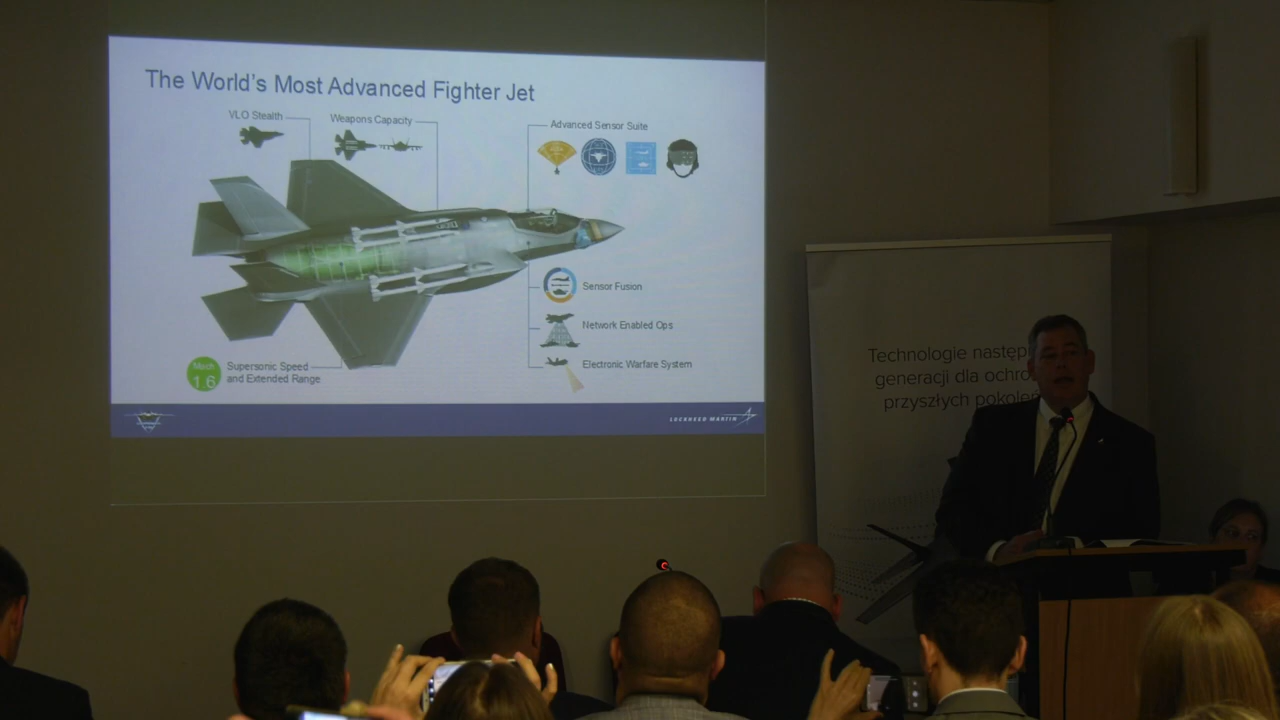 The World's Most Advanced Fighter Jet
VLO Stealth
Weapons Capacity
Advanced Sensor Suite
Sensor Fusion
Network Enabled Ops
Electronic Warfare System
Mach
1.6
Supersonic Speed
and Extended Range
LOCKHEED MARTIN
Technologie następ
generacji dla ochro
przyszłych pokoleń